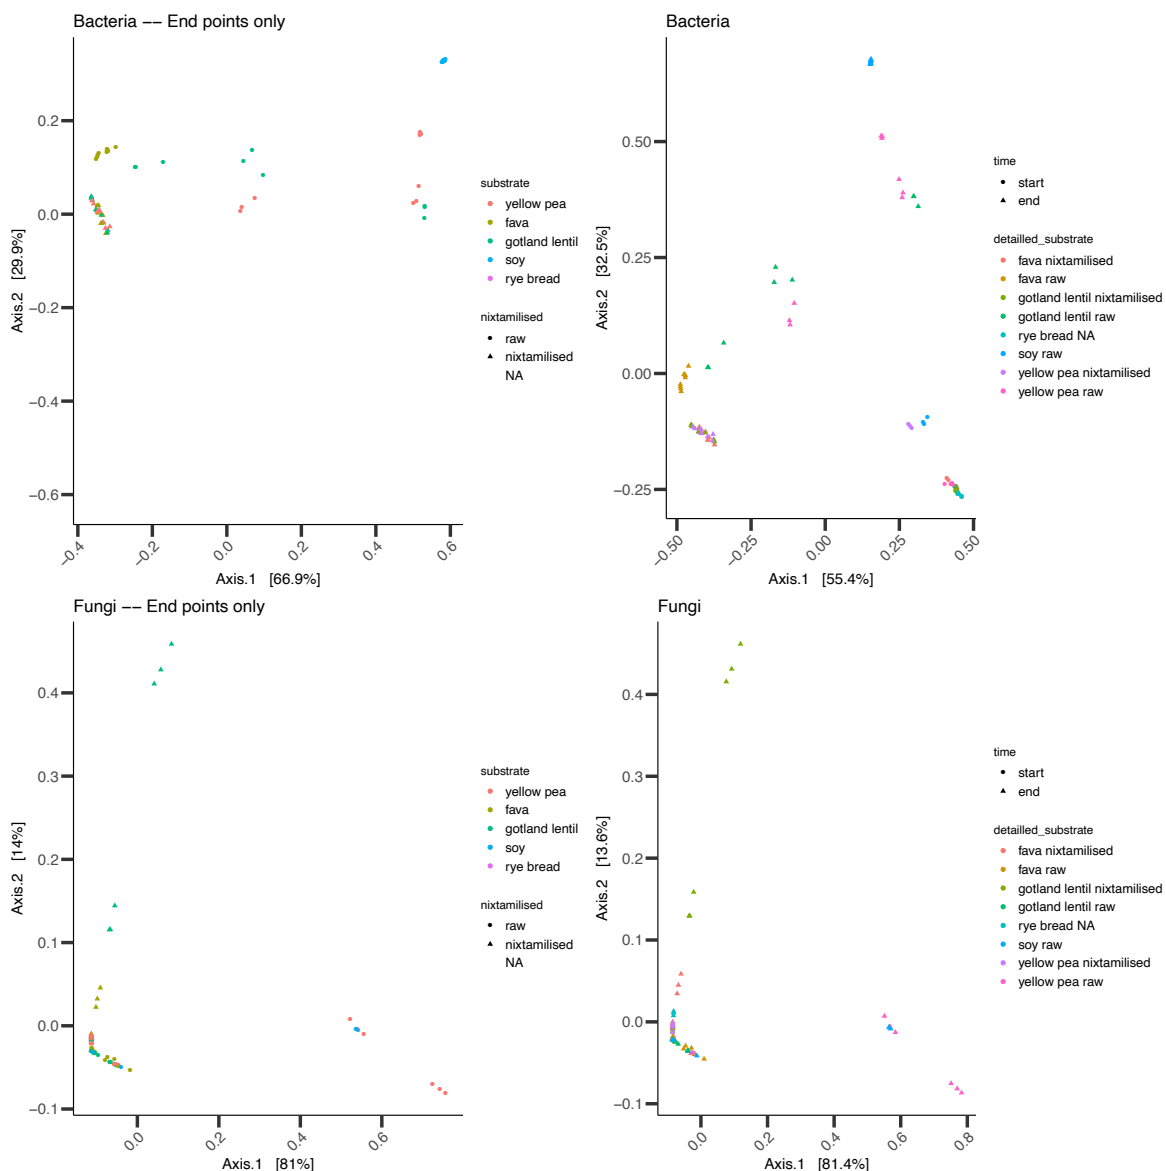 Bacteria −− End points only
0.2
0.0
−0.2
−0.4
−0.6
Axis.2 [29.9%]
−0.4
−0.2
0.0
0.2
0.4
0.6
Axis.1 [66.9%]
substrate
yellow pea
fava
gotland lentil
soy
rye bread
nixtamilised
raw
nixtamilised
NA
Bacteria
0.50
0.25
0.00
−0.25
Axis.2 [32.5%]
−0.50
−0.25
0.00
0.25
0.50
Axis.1 [55.4%]
time
start
end
detailled_substrate
fava nixtamilised
fava raw
gotland lentil nixtamilised
gotland lentil raw
rye bread NA
soy raw
yellow pea nixtamilised
yellow pea raw
Fungi −− End points only
0.4
0.3
0.2
0.1
0.0
−0.1
Axis.2 [14%]
0.0
0.2
0.4
0.6
Axis.1 [81%]
substrate
yellow pea
fava
gotland lentil
soy
rye bread
nixtamilised
raw
nixtamilised
NA
Fungi
0.4
0.3
0.2
0.1
0.0
−0.1
Axis.2 [13.6%]
0.0
0.2
0.4
0.6
0.8
Axis.1 [81.4%]
time
start
end
detailled_substrate
fava nixtamilised
fava raw
gotland lentil nixtamilised
gotland lentil raw
rye bread NA
soy raw
yellow pea nixtamilised
yellow pea raw